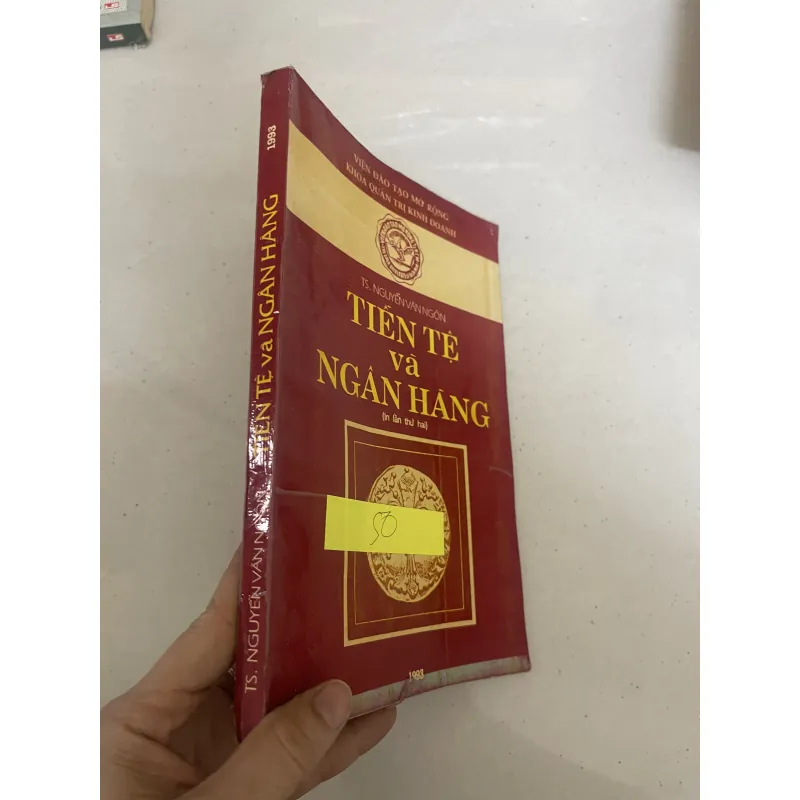 VIỆN ĐÀO TẠO MỞ RỘNG
KHOA QUẢN TRỊ KINH DOANH
TS. NGUYỄN VĂN NGÔN
TIỀN TỆ
và
NGÂN HÀNG
(in lần thứ hai)
50
1993
TS. NGUYỄN VĂN NGÔN TIỀN TỆ và NGÂN HÀNG 1993